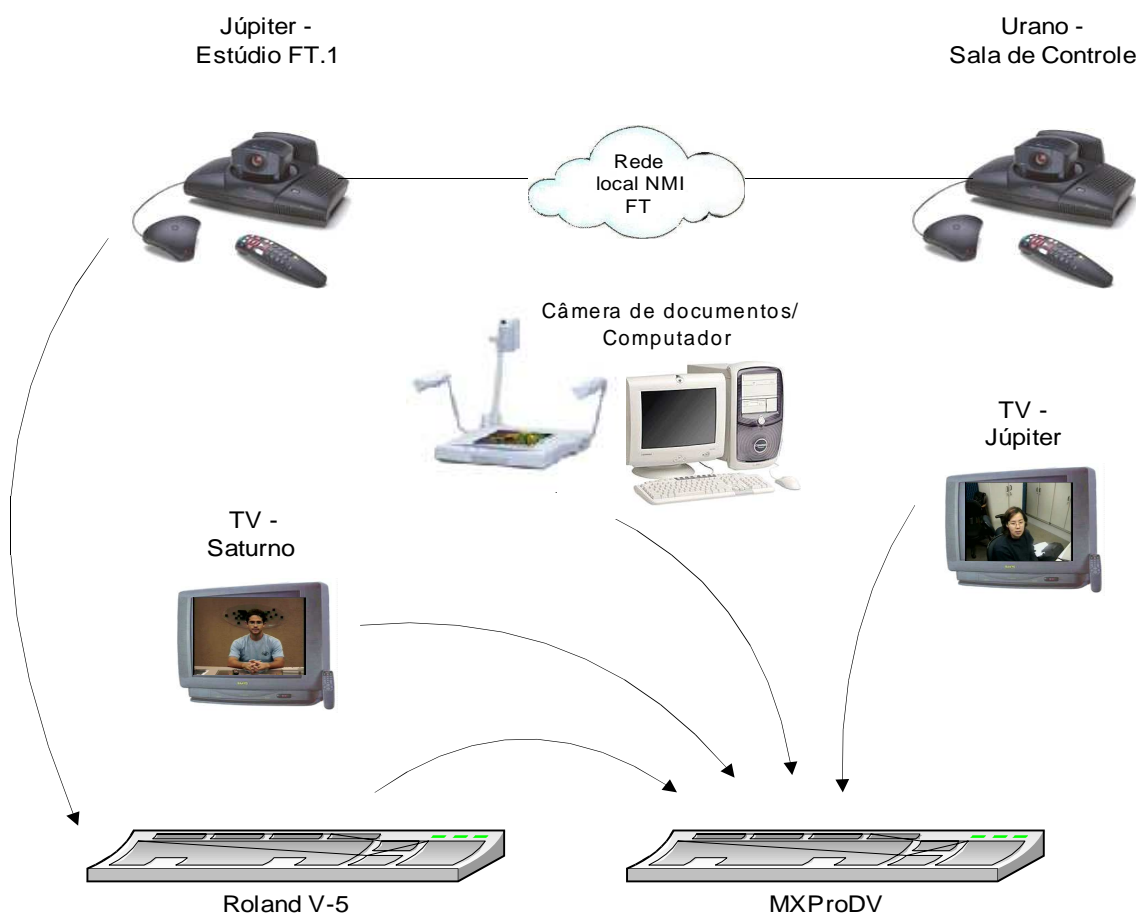 Júpiter -
Estúdio FT.1
Urano -
Sala de Controle
Rede
local NMI
FT
Câmera de documentos/
Computador
TV -
Júpiter
TV -
Saturno
Roland V-5
MXProDV